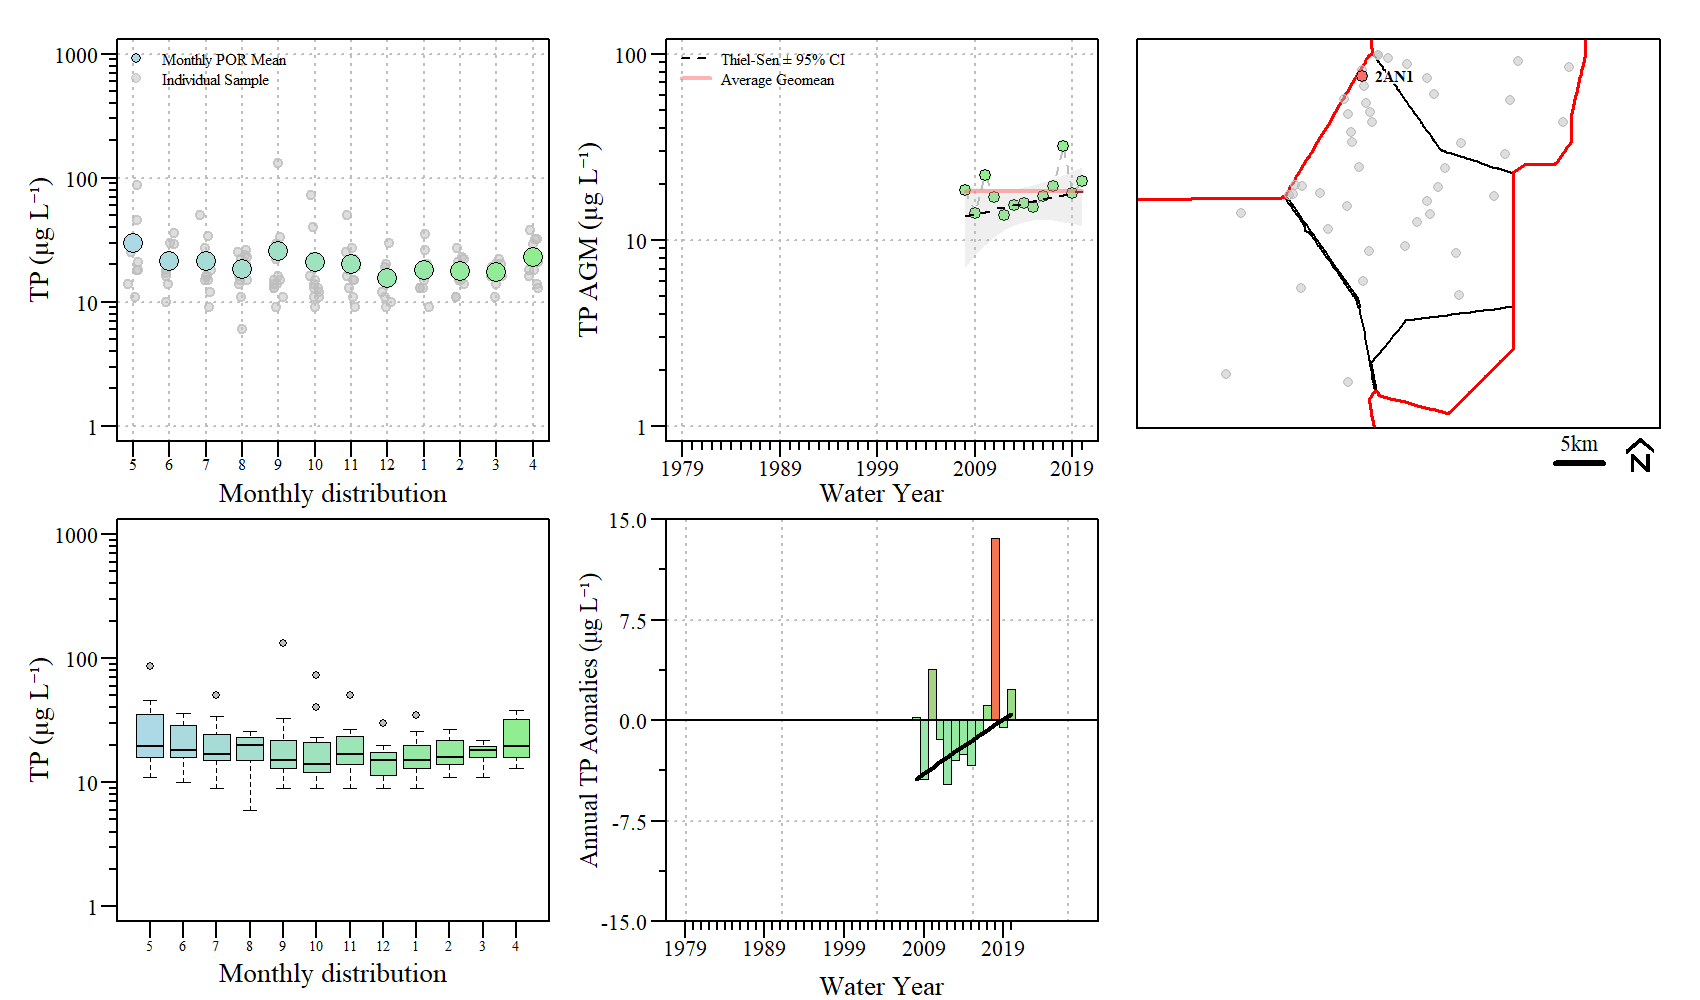 1000
100
10
1
TP (µg L⁻¹)
Monthly POR Mean
Individual Sample
5 6 7 8 9 10 11 12 1 2 3 4
Monthly distribution
100
10
1
TP AGM (µg L⁻¹)
Thiel-Sen ± 95% CI
Average Geomean
1979 1989 1999 2009 2019
Water Year
2AN1
5km
N
1000
100
10
1
TP (µg L⁻¹)
5 6 7 8 9 10 11 12 1 2 3 4
Monthly distribution
15.0
7.5
0.0
-7.5
-15.0
Annual TP Aomalies (µg L⁻¹)
1979 1989 1999 2009 2019
Water Year